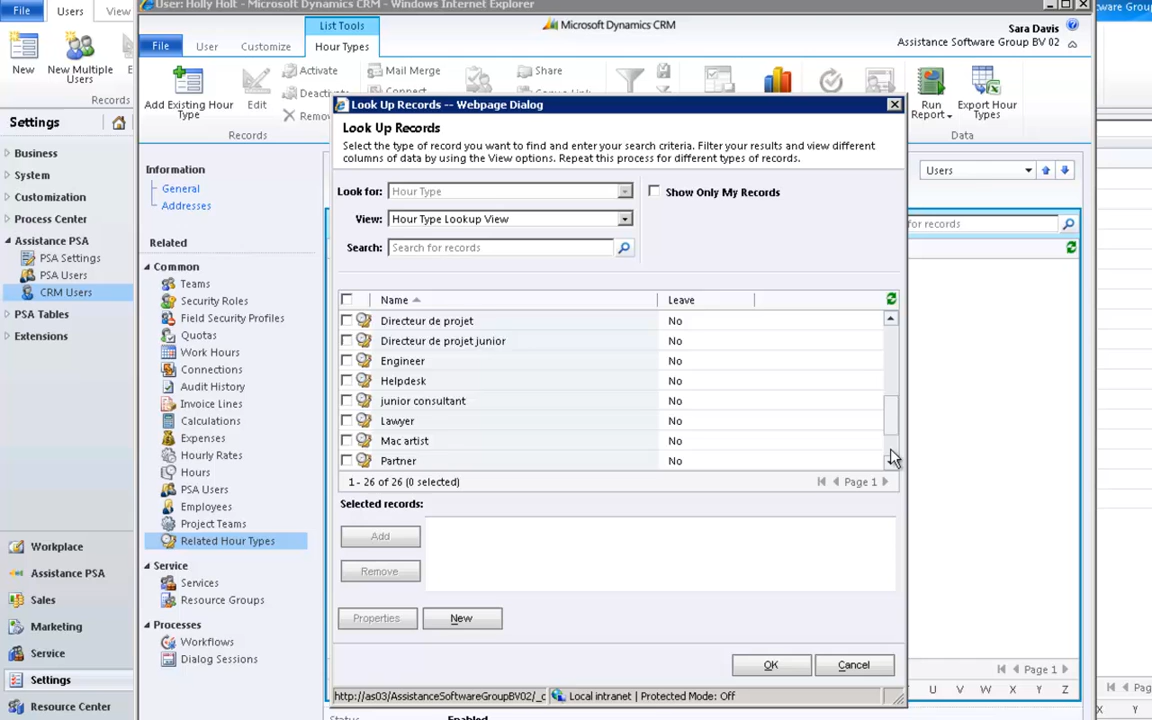 File Users View
ware Group
User: Holly Holt - Microsoft Dynamics CRM - Windows Internet Explorer
List Tools
Microsoft Dynamics CRM
Sara Davis
Assistance Software Group BV 02
File User Customize Hour Types
New New Multiple Users
Records
Add Existing Hour Type Edit Activate
Records
Mail Merge
Share
Run Report
Export Hour Types
Data
Settings
Business
System
Customization
Process Center
Assistance PSA
PSA Settings
PSA Users
CRM Users
PSA Tables
Extensions
Workplace
Assistance PSA
Sales
Marketing
Service
Settings
Resource Center
Information
General
Addresses
Related
Common
Teams
Security Roles
Field Security Profiles
Quotas
Work Hours
Connections
Audit History
Invoice Lines
Calculations
Expenses
Hourly Rates
Hours
PSA Users
Employees
Project Teams
Related Hour Types
Service
Services
Resource Groups
Processes
Workflows
Dialog Sessions
Look Up Records -- Webpage Dialog
Look Up Records
Select the type of record you want to find and enter your search criteria. Filter your results and view different
columns of data by using the View options. Repeat this process for different types of records.
Look for: Hour Type
Show Only My Records
View: Hour Type Lookup View
Search: Search for records
Name Leave
Directeur de projet No
Directeur de projet junior No
Engineer No
Helpdesk No
junior consultant No
Lawyer No
Mac artist No
Partner No
1 - 26 of 26 (0 selected)
Page 1
Selected records:
Add
Remove
Properties New
OK Cancel
http://as03/AssistanceSoftwareGroupBV02/_c
Local intranet | Protected Mode: Off
Users
for records
Page 1
U V W X Y Z
Page 1
X Y
Status Enabled